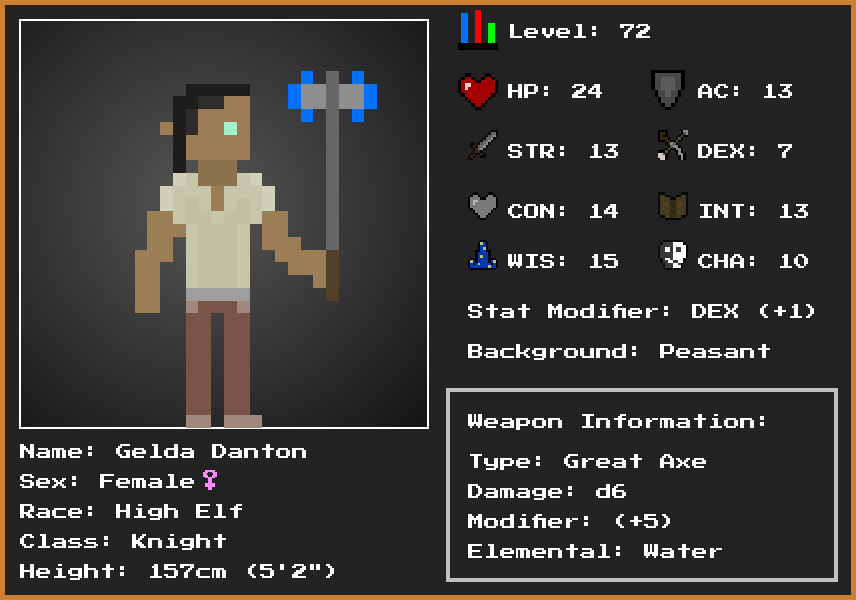 Level: 72
HP: 24
AC: 13
STR: 13
DEX: 7
CON: 14
INT: 13
WIS: 15
CHA: 10
Stat Modifier: DEX (+1)
Background: Peasant
Weapon Information:
Type: Great Axe
Damage: d6
Modifier: (+5)
Elemental: Water
Name: Gelda Danton
Sex: Female♀
Race: High Elf
Class: Knight
Height: 157cm (5'2")